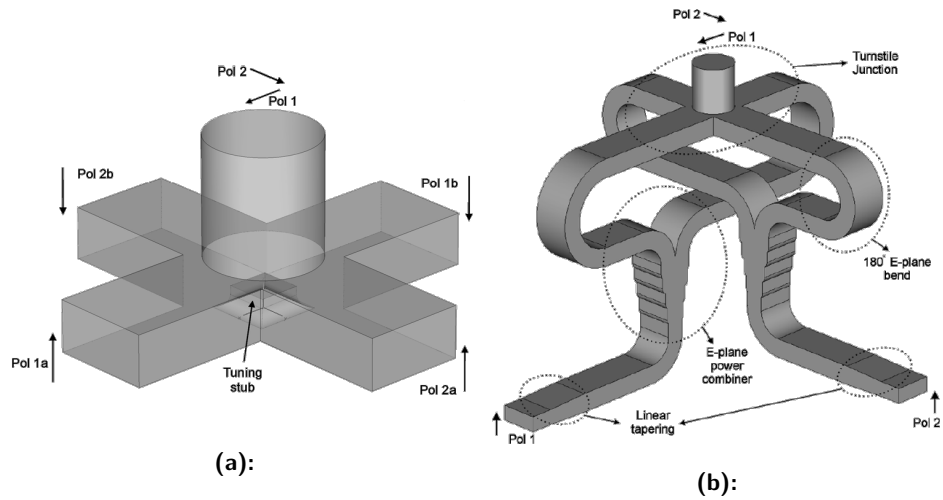 Pol 2
Pol 1
Pol 2b
Pol 1b
Pol 1a
Tuning
stub
Pol 2a
(a):
Pol 2
Pol 1
Turnstile
Junction
180° E-plane
bend
E-plane
power
combiner
Pol 1
Linear
tapering
Pol 2
(b):